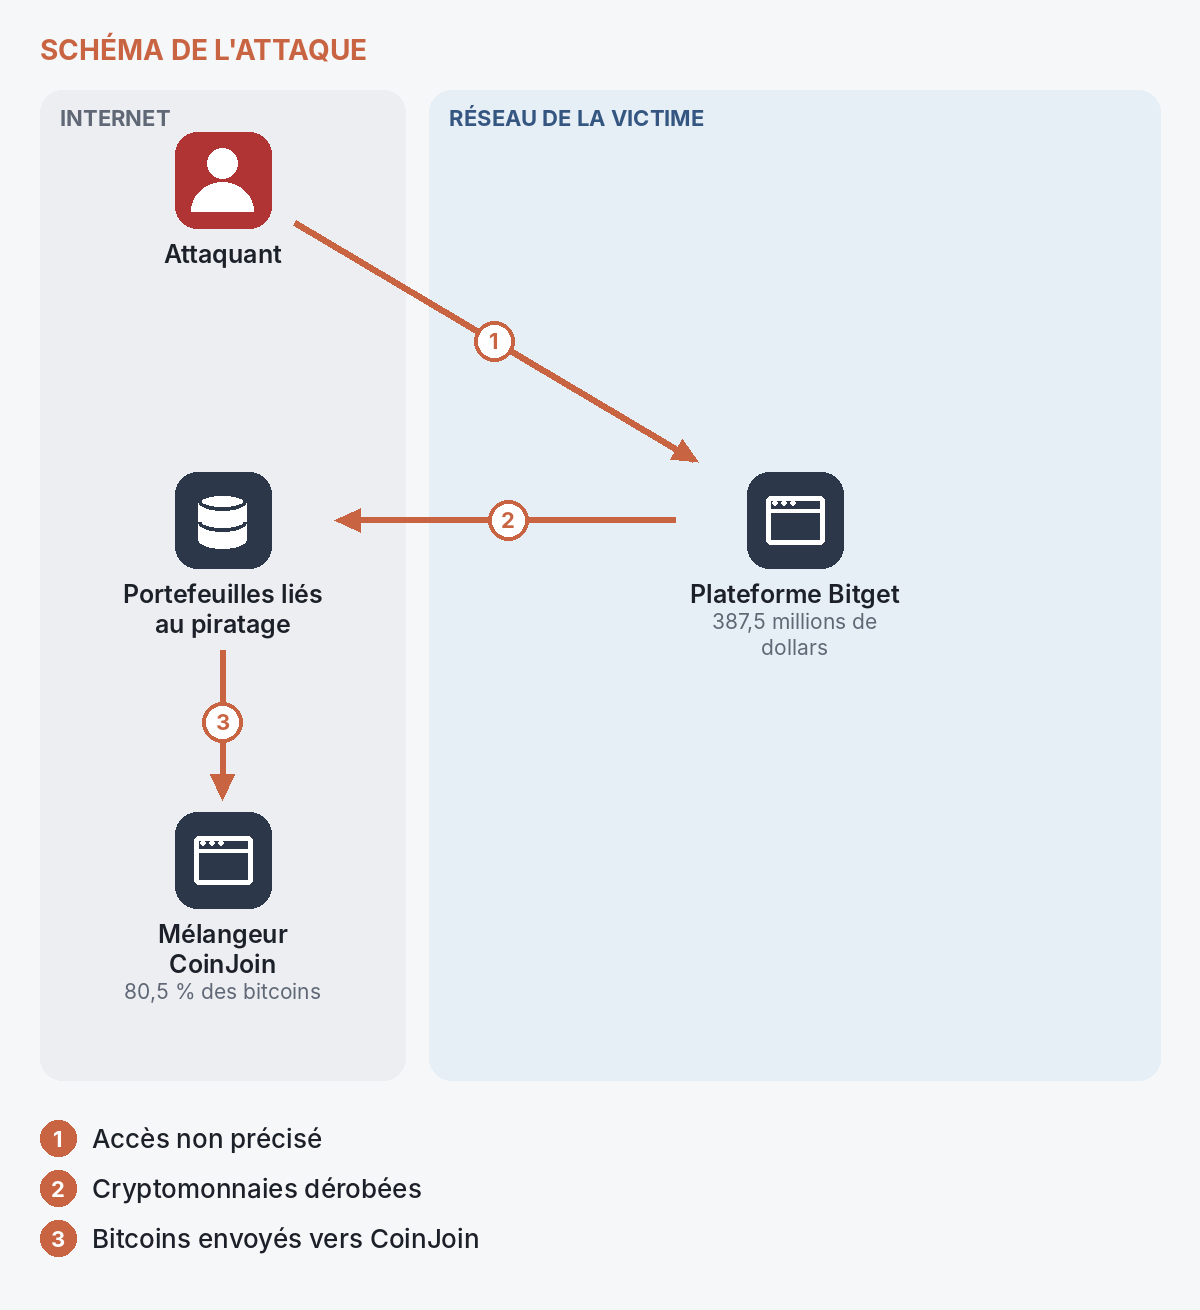 SCHÉMA DE L'ATTAQUE
INTERNET
RÉSEAU DE LA VICTIME
Attaquant
1
2
Portefeuilles liés
au piratage
Plateforme Bitget
387,5 millions de
dollars
3
Mélangeur
CoinJoin
80,5 % des bitcoins
1 Accès non précisé
2 Cryptomonnaies dérobées
3 Bitcoins envoyés vers CoinJoin